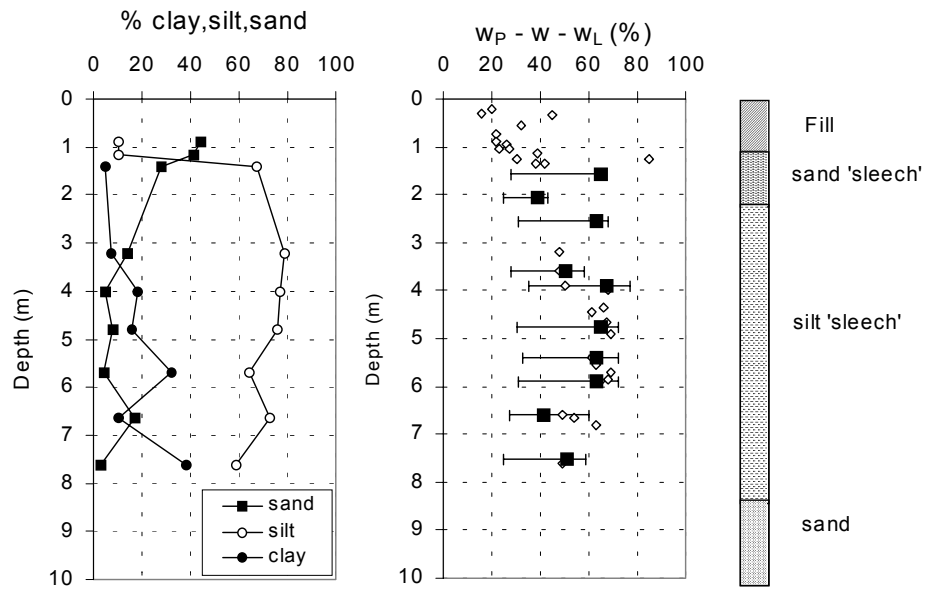 % clay,silt,sand
0 20 40 60 80 100
0
1
2
3
4
5
6
7
8
9
10
Depth (m)
sand
silt
clay
wP - w - wL (%)
0 20 40 60 80 100
0
1
2
3
4
5
6
7
8
9
10
Depth (m)
Fill
sand 'sleech'
silt 'sleech'
sand